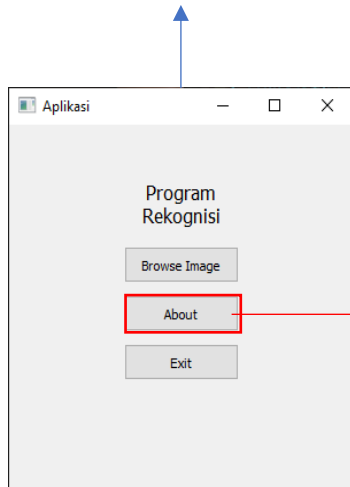 Aplikasi
Program
Rekognisi
Browse Image
About
Exit